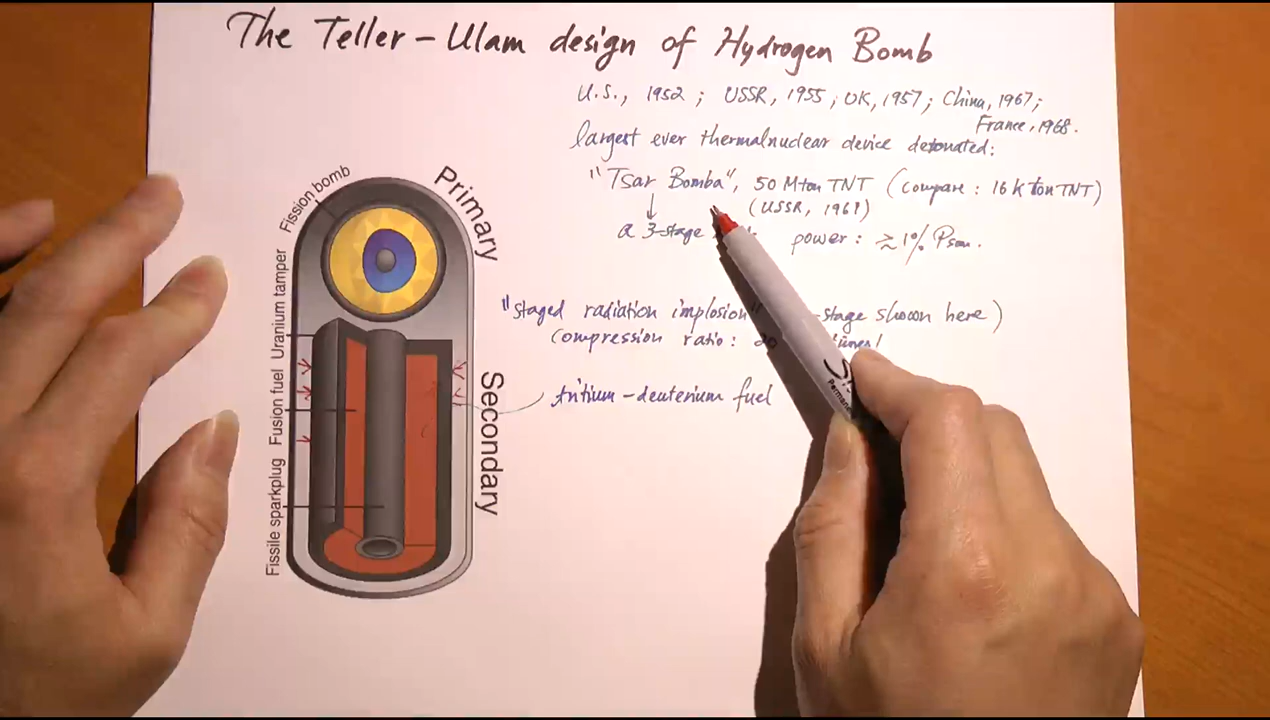 The Teller - Ulam design of Hydrogen Bomb
U.S., 1952 ; USSR, 1955 ; UK, 1957 ; China, 1967 ;
France, 1968.
largest ever thermalnuclear device detonated:
"Tsar Bomba", 50 Mton TNT (compare : 16 k ton TNT)
(USSR, 1961)
a 3-stage power : ≳ 1% Psun.
"staged radiation implosion" -stage shown here)
compression ratio :
tritium - deuterium fuel
Primary
Secondary
Fission bomb
Uranium tamper
Fusion fuel
Fissile sparkplug